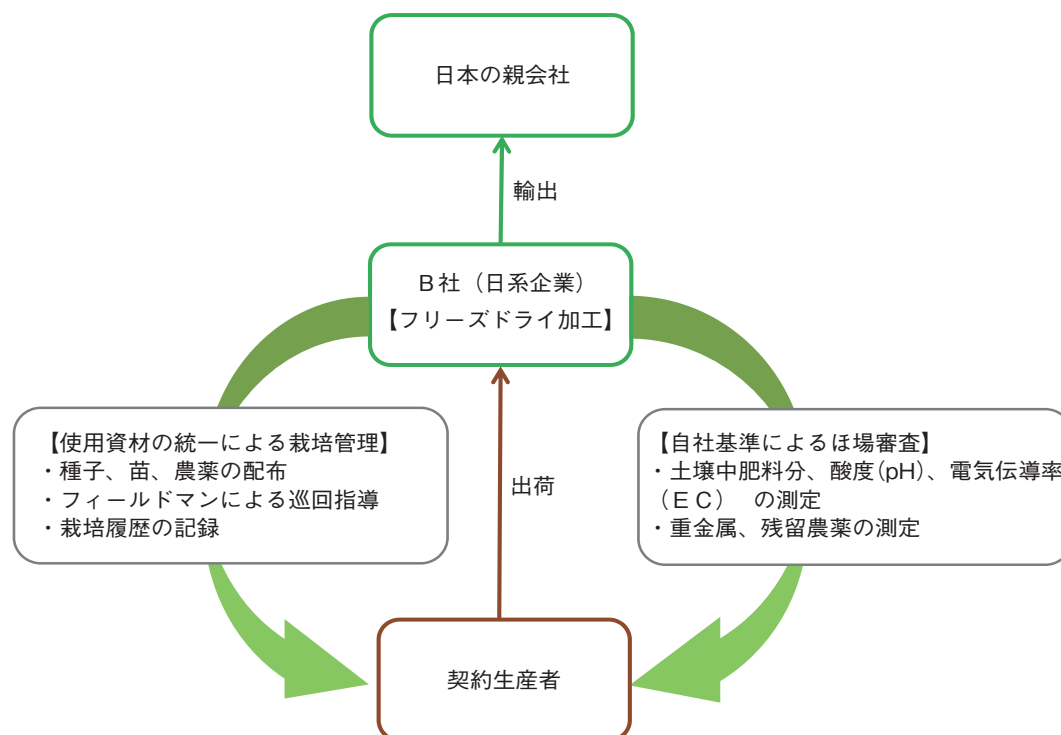 日本の親会社
輸出
B社（日系企業）
【フリーズドライ加工】
【使用資材の統一による栽培管理】
・種子、苗、農薬の配布
・フィールドマンによる巡回指導
・栽培履歴の記録
【自社基準によるほ場審査】
・土壌中肥料分、酸度(pH)、電気伝導率
（ＥＣ）　の測定
・重金属、残留農薬の測定
出荷
契約生産者